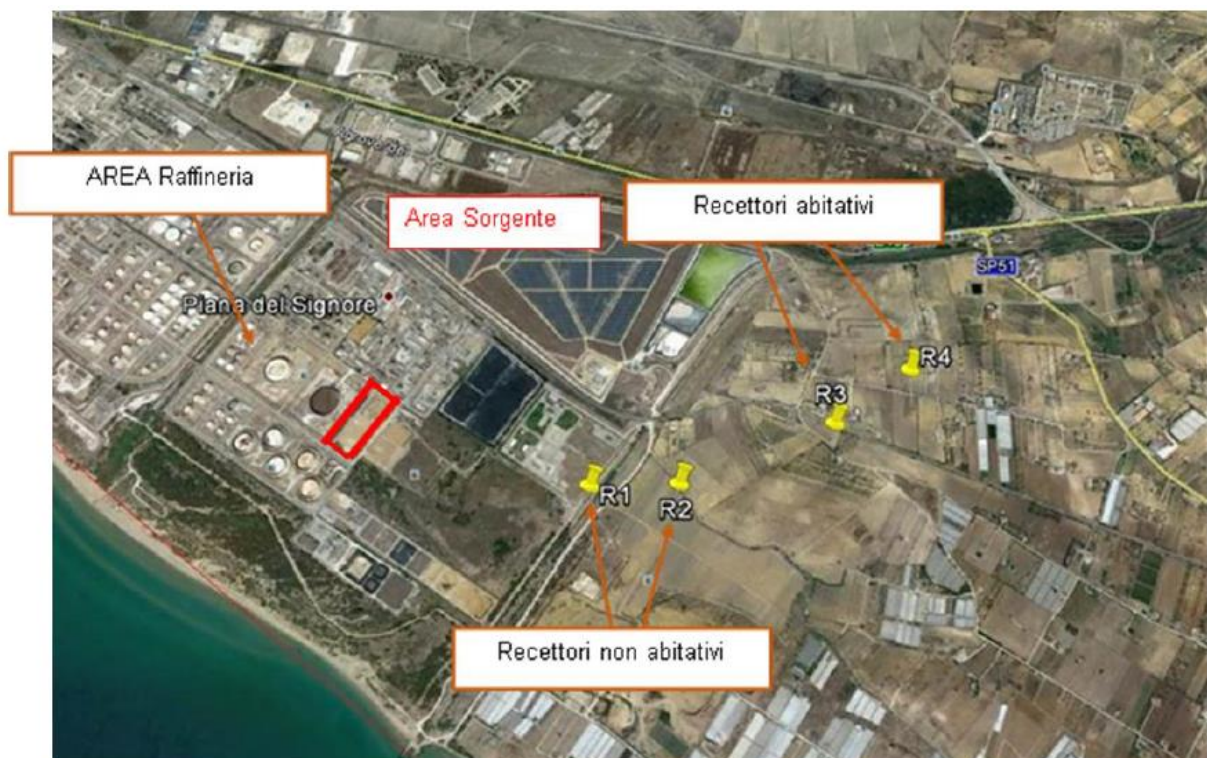 AREA Raffineria
Area Sorgente
Recettori abitativi
SP51
Piana del Signore
R4
R3
R1
R2
Recettori non abitativi